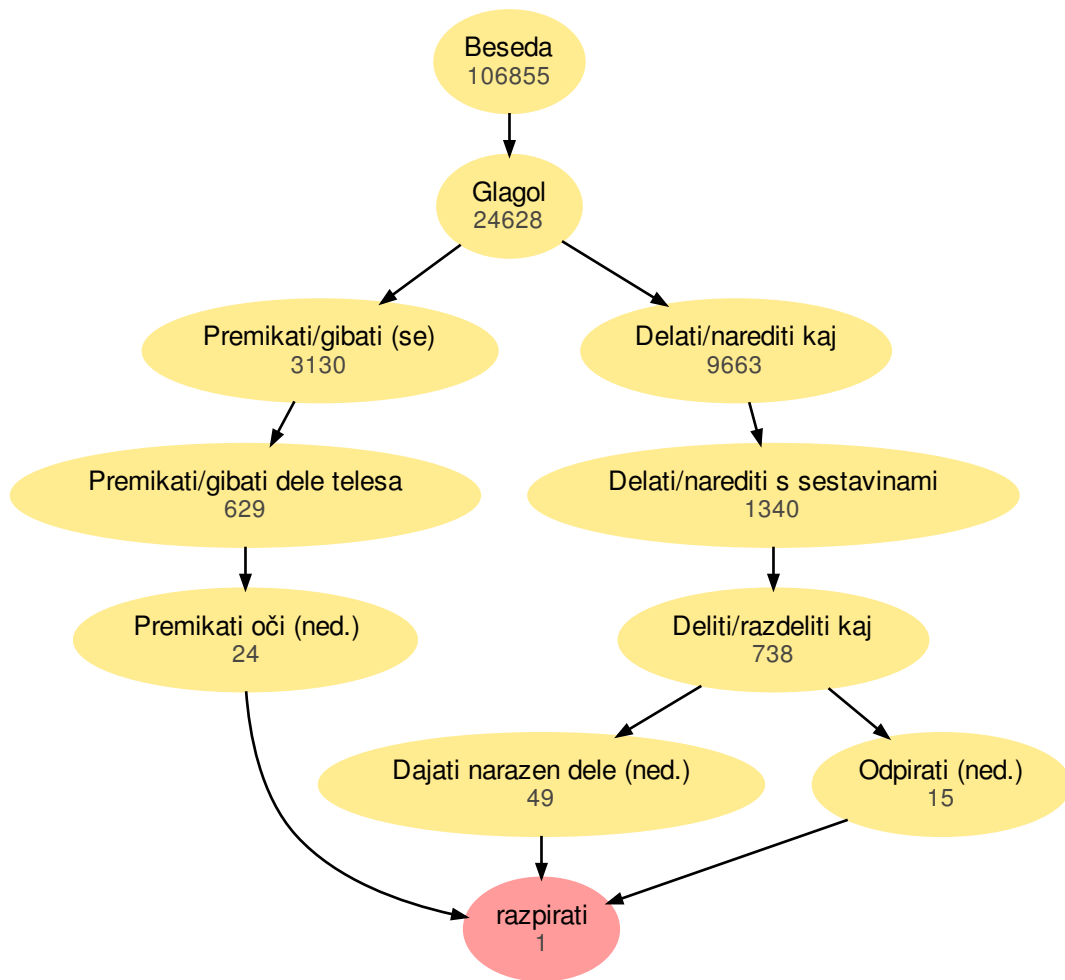 Beseda
106855
Glagol
24628
Premikati/gibati (se)
3130
Delati/narediti kaj
9663
Premikati/gibati dele telesa
629
Delati/narediti s sestavinami
1340
Premikati oči (ned.)
24
Deliti/razdeliti kaj
738
Dajati narazen dele (ned.)
49
Odpirati (ned.)
15
razpirati
1